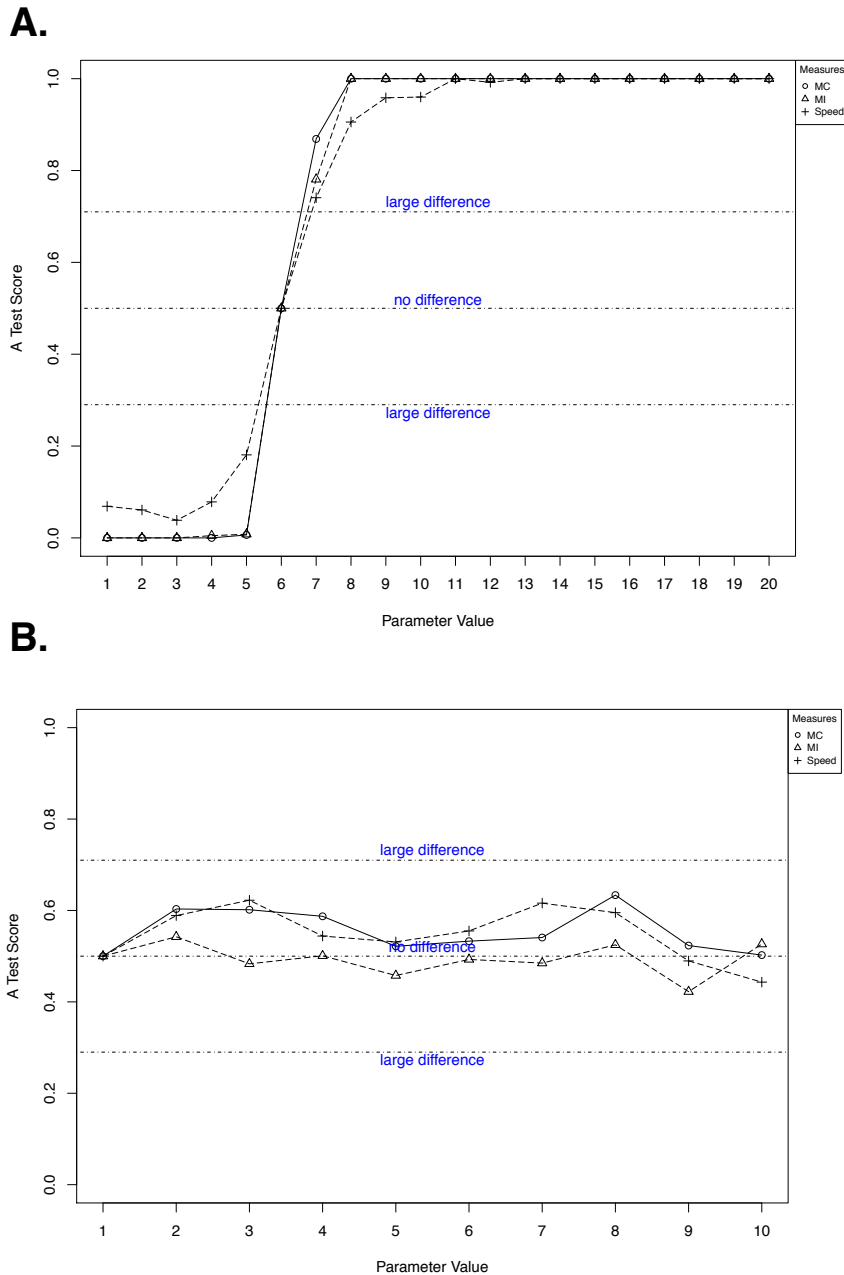 A.
Measures
MC
MI
Speed
1.0
0.8
0.6
0.4
0.2
0.0
A Test Score
large difference
no difference
large difference
1 2 3 4 5 6 7 8 9 10 11 12 13 14 15 16 17 18 19 20
Parameter Value
B.
Measures
MC
MI
Speed
1.0
0.8
0.6
0.4
0.2
0.0
A Test Score
large difference
no difference
large difference
1 2 3 4 5 6 7 8 9 10
Parameter Value